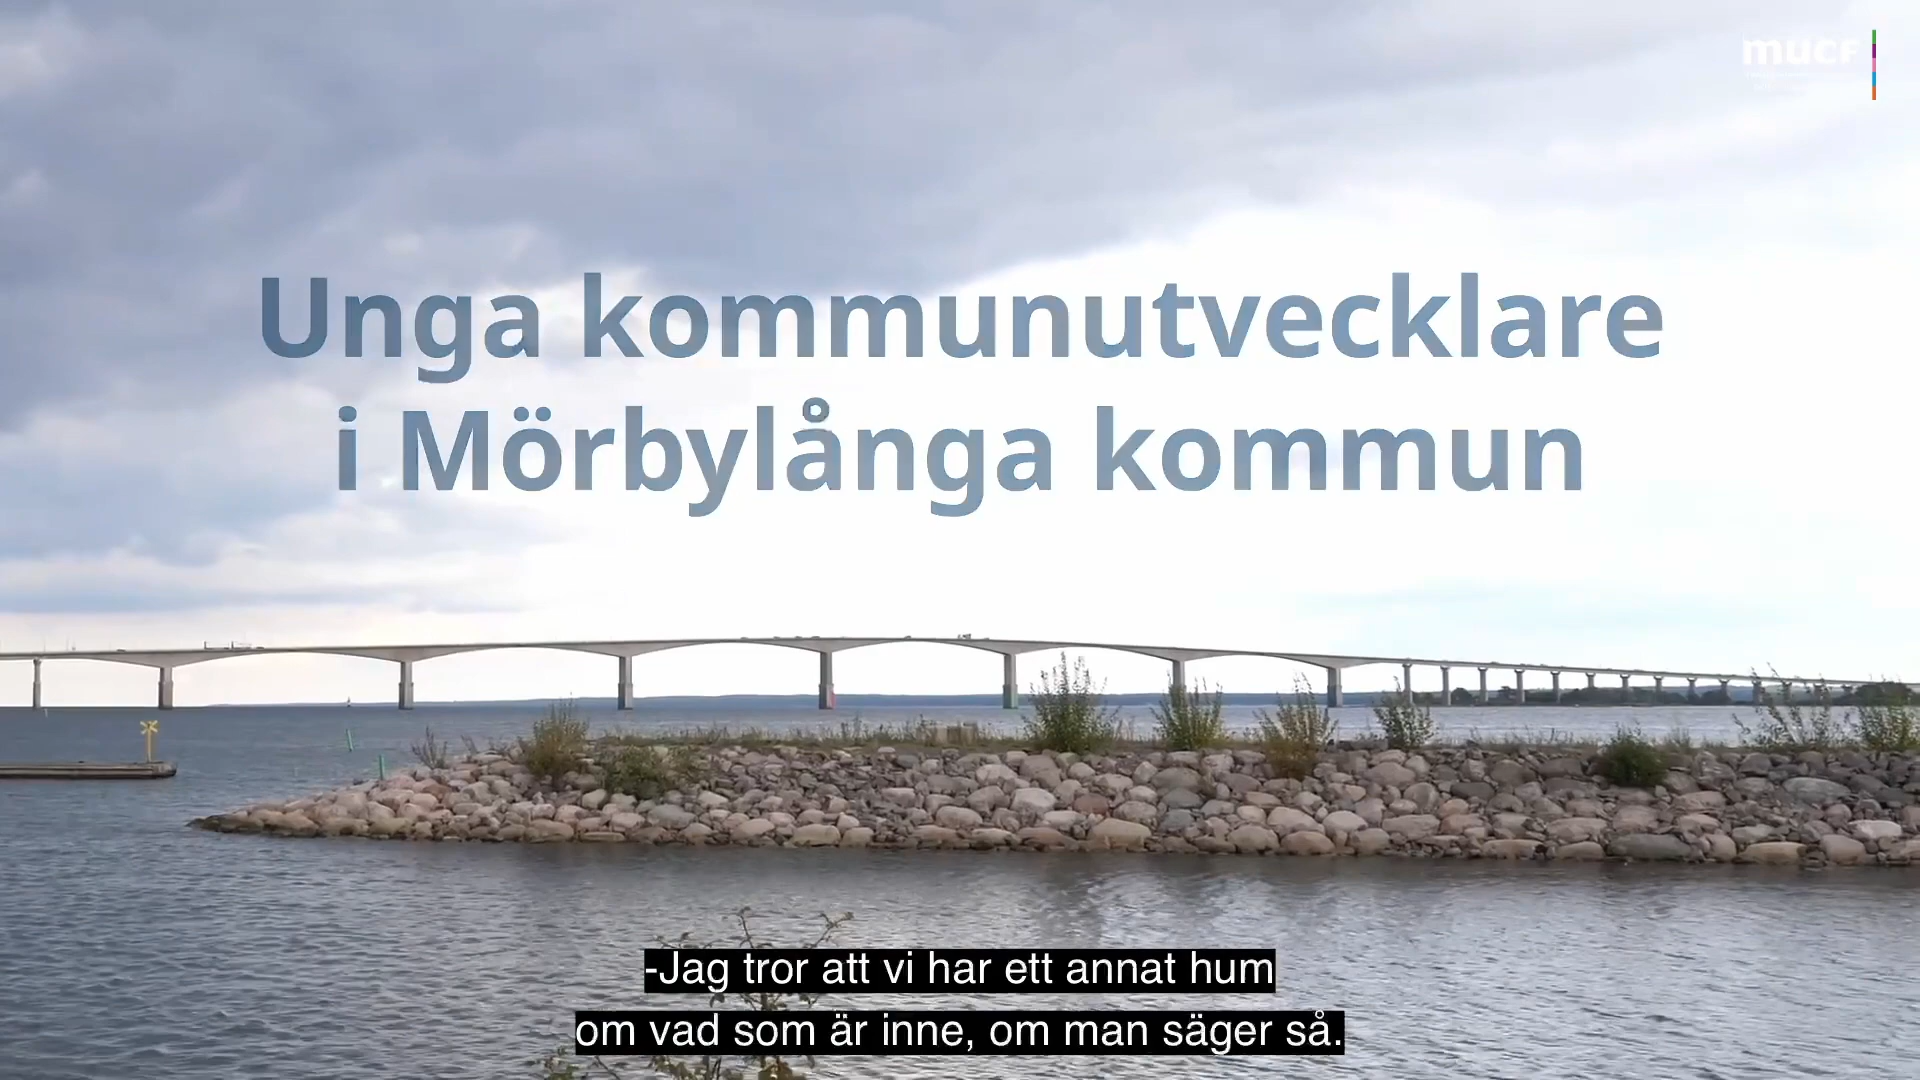 mucf
Unga kommunutvecklare
i Mörbylånga kommun
-Jag tror att vi har ett annat hum
om vad som är inne, om man säger så.